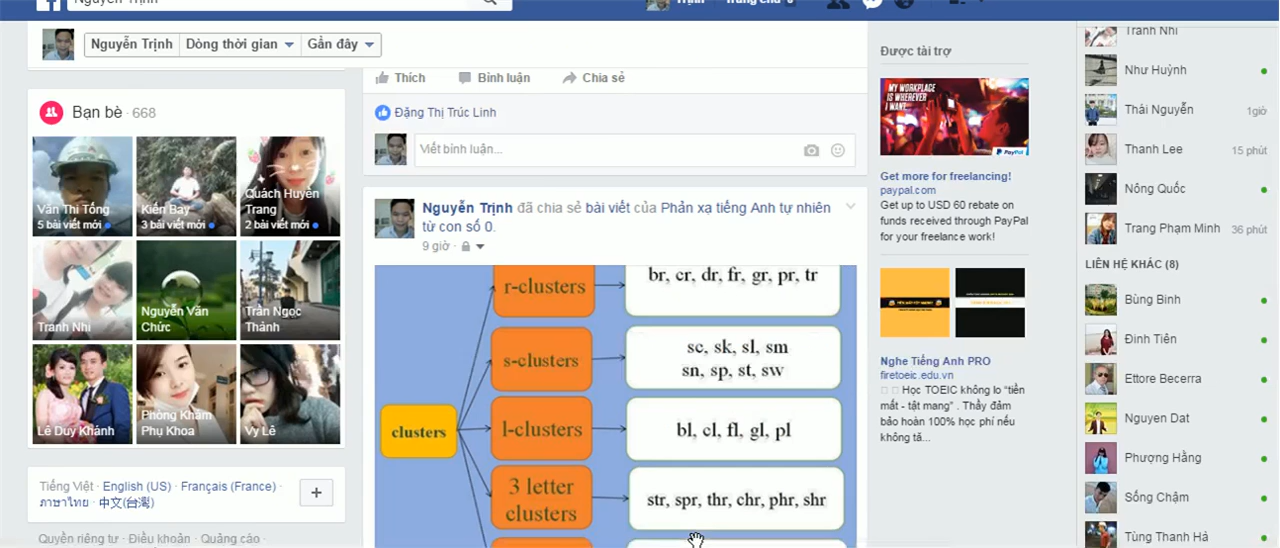 Nguyễn Trịnh
Trịnh
Trang chủ
Nguyễn Trịnh
Dòng thời gian
Gần đây
Thích
Bình luận
Chia sẻ
Đặng Thị Trúc Linh
Viết bình luận...
Bạn bè · 668
Văn Thi Tống
5 bài viết mới
Kiến Bay
3 bài viết mới
Quách Huyền
Trang
2 bài viết mới
Tranh Nhi
Nguyễn Văn
Chức
Trần Ngọc
Thành
Lê Duy Khánh
Phòng Khám
Phụ Khoa
Vy Lê
Tiếng Việt · English (US) · Français (France) ·
ภาษาไทย · 中文(台灣)
Quyền riêng tư · Điều khoản · Quảng cáo ·
Nguyễn Trịnh đã chia sẻ bài viết của Phản xạ tiếng Anh tự nhiên
từ con số 0.
9 giờ ·
clusters
r-clusters
br, cr, dr, fr, gr, pr, tr
s-clusters
sc, sk, sl, sm
sn, sp, st, sw
l-clusters
bl, cl, fl, gl, pl
3 letter
clusters
str, spr, thr, chr, phr, shr
Được tài trợ
MY WORKPLACE
IS WHEREVER
I WANT
PayPal
Get more for freelancing!
paypal.com
Get up to USD 60 rebate on
funds received through PayPal
for your freelance work!
Nghe Tiếng Anh PRO
firetoeic.edu.vn
Học TOEIC không lo "tiền
mất - tật mang" . Thầy đảm
bảo hoàn 100% học phí nếu
không tă...
Tranh Nhi
Như Huỳnh
Thái Nguyễn
1giờ
Thanh Lee
15 phút
Nông Quốc
Trang Phạm Minh
36 phút
LIÊN HỆ KHÁC (8)
Bùng Binh
Đinh Tiên
Ettore Becerra
Nguyen Dat
Phượng Hằng
Sống Chậm
Tùng Thanh Hà